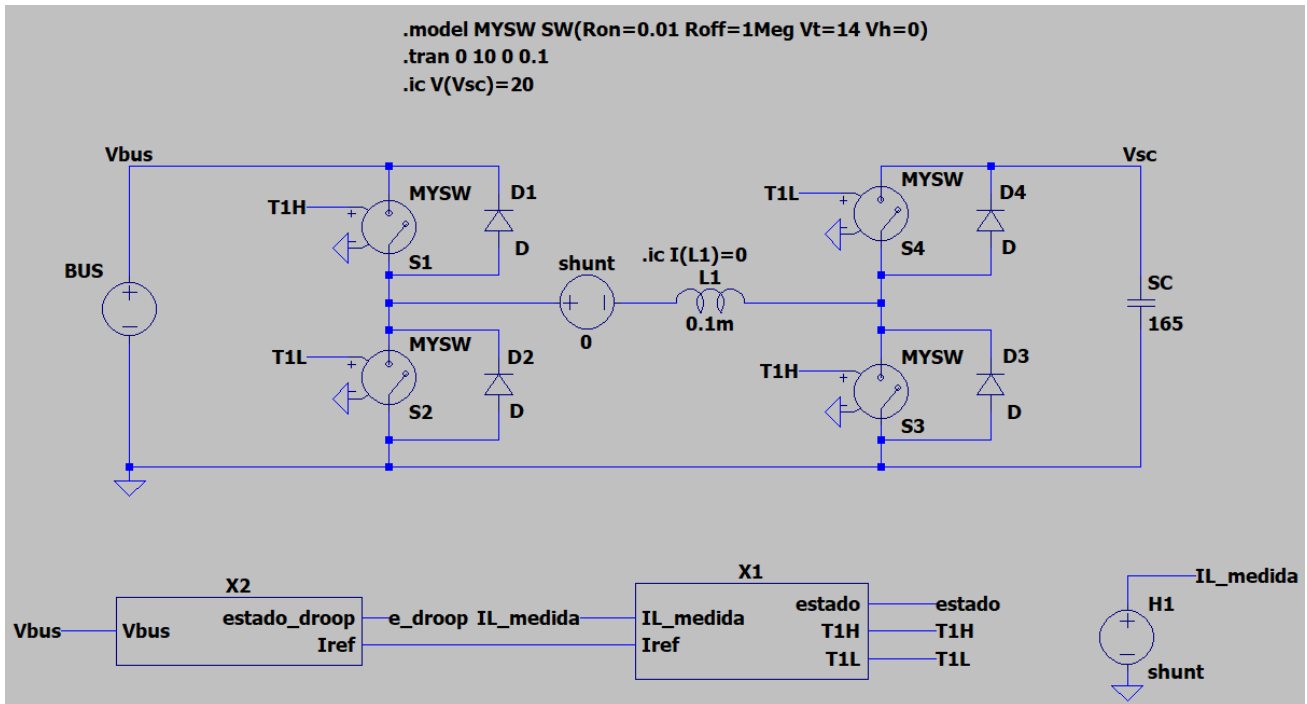 .model MYSW SW(Ron=0.01 Roff=1Meg Vt=14 Vh=0)
.tran 0 10 0 0.1
.ic V(Vsc)=20
Vbus
Vsc
MYSW
D1
T1H
+
-
D
S1
MYSW
D4
T1L
+
-
D
S4
BUS
+
−
shunt
+
-
0
.ic I(L1)=0
L1
0.1m
SC
165
MYSW
D2
T1L
+
-
D
S2
MYSW
D3
T1H
+
-
D
S3
X2
Vbus
Vbus
estado_droop
e_droop
Iref
X1
IL_medida
IL_medida
Iref
estado
estado
T1H
T1H
T1L
T1L
IL_medida
H1
+
−
shunt